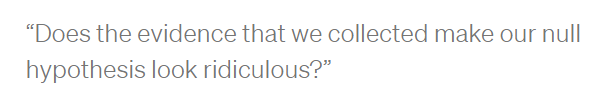 “Does the evidence that we collected make our null
hypothesis look ridiculous?”